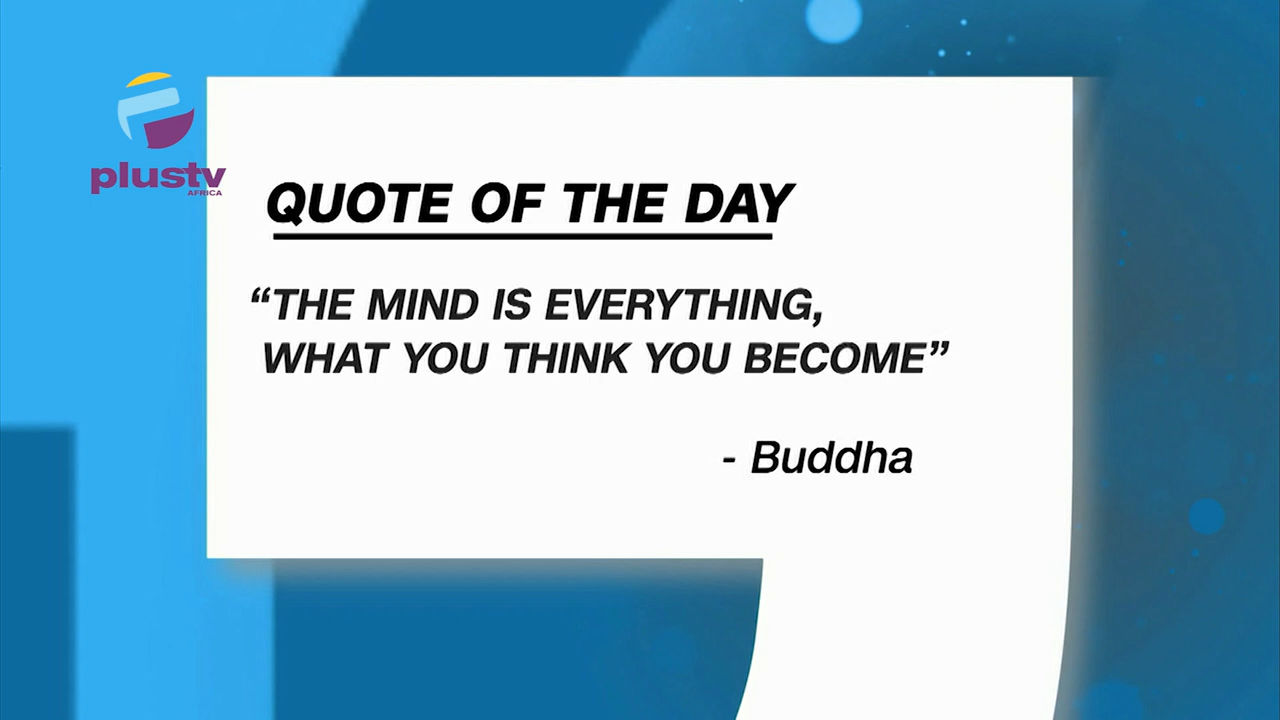 plustv
AFRICA
QUOTE OF THE DAY
“THE MIND IS EVERYTHING,
WHAT YOU THINK YOU BECOME”
- Buddha